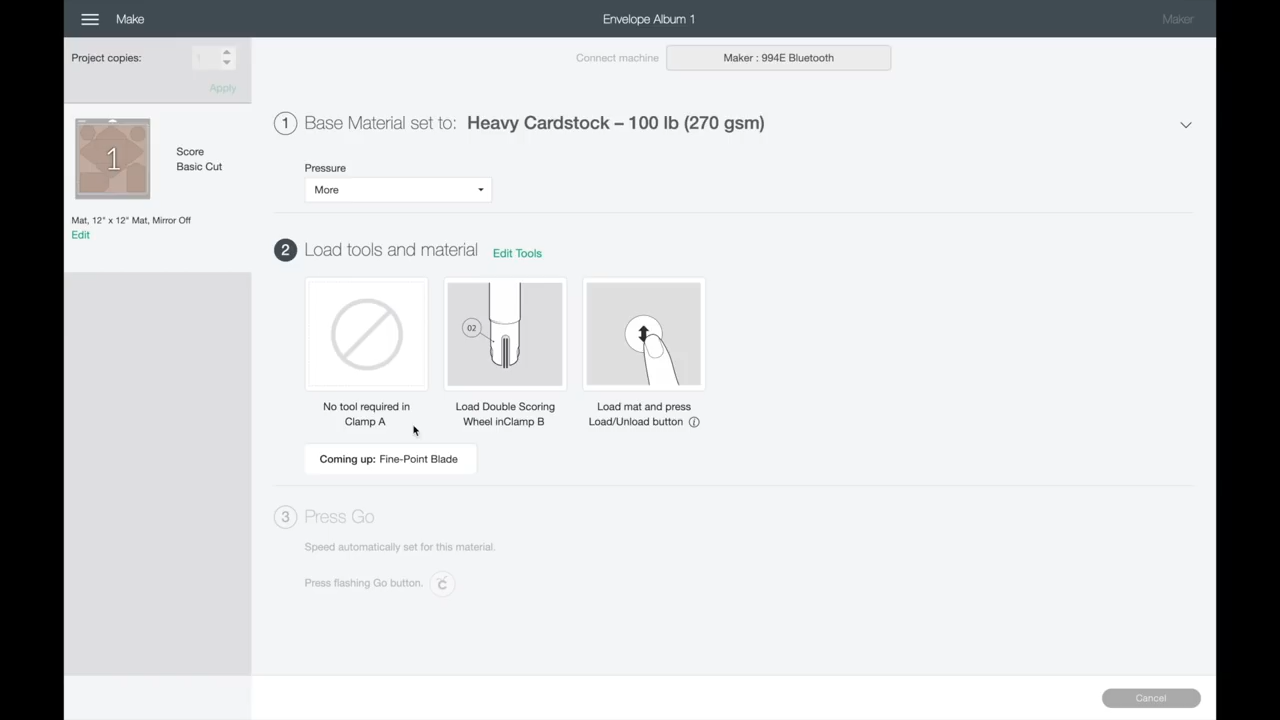 Make
Envelope Album 1
Maker
Project copies:
1
Apply
Connect machine
Maker : 994E Bluetooth
1
Score
Basic Cut
Mat, 12" x 12" Mat, Mirror Off
Edit
1 Base Material set to: Heavy Cardstock – 100 lb (270 gsm)
Pressure
More
2 Load tools and material Edit Tools
02
No tool required in
Clamp A
Load Double Scoring
Wheel inClamp B
Load mat and press
Load/Unload button i
Coming up: Fine-Point Blade
3 Press Go
Speed automatically set for this material.
Press flashing Go button.
Cancel